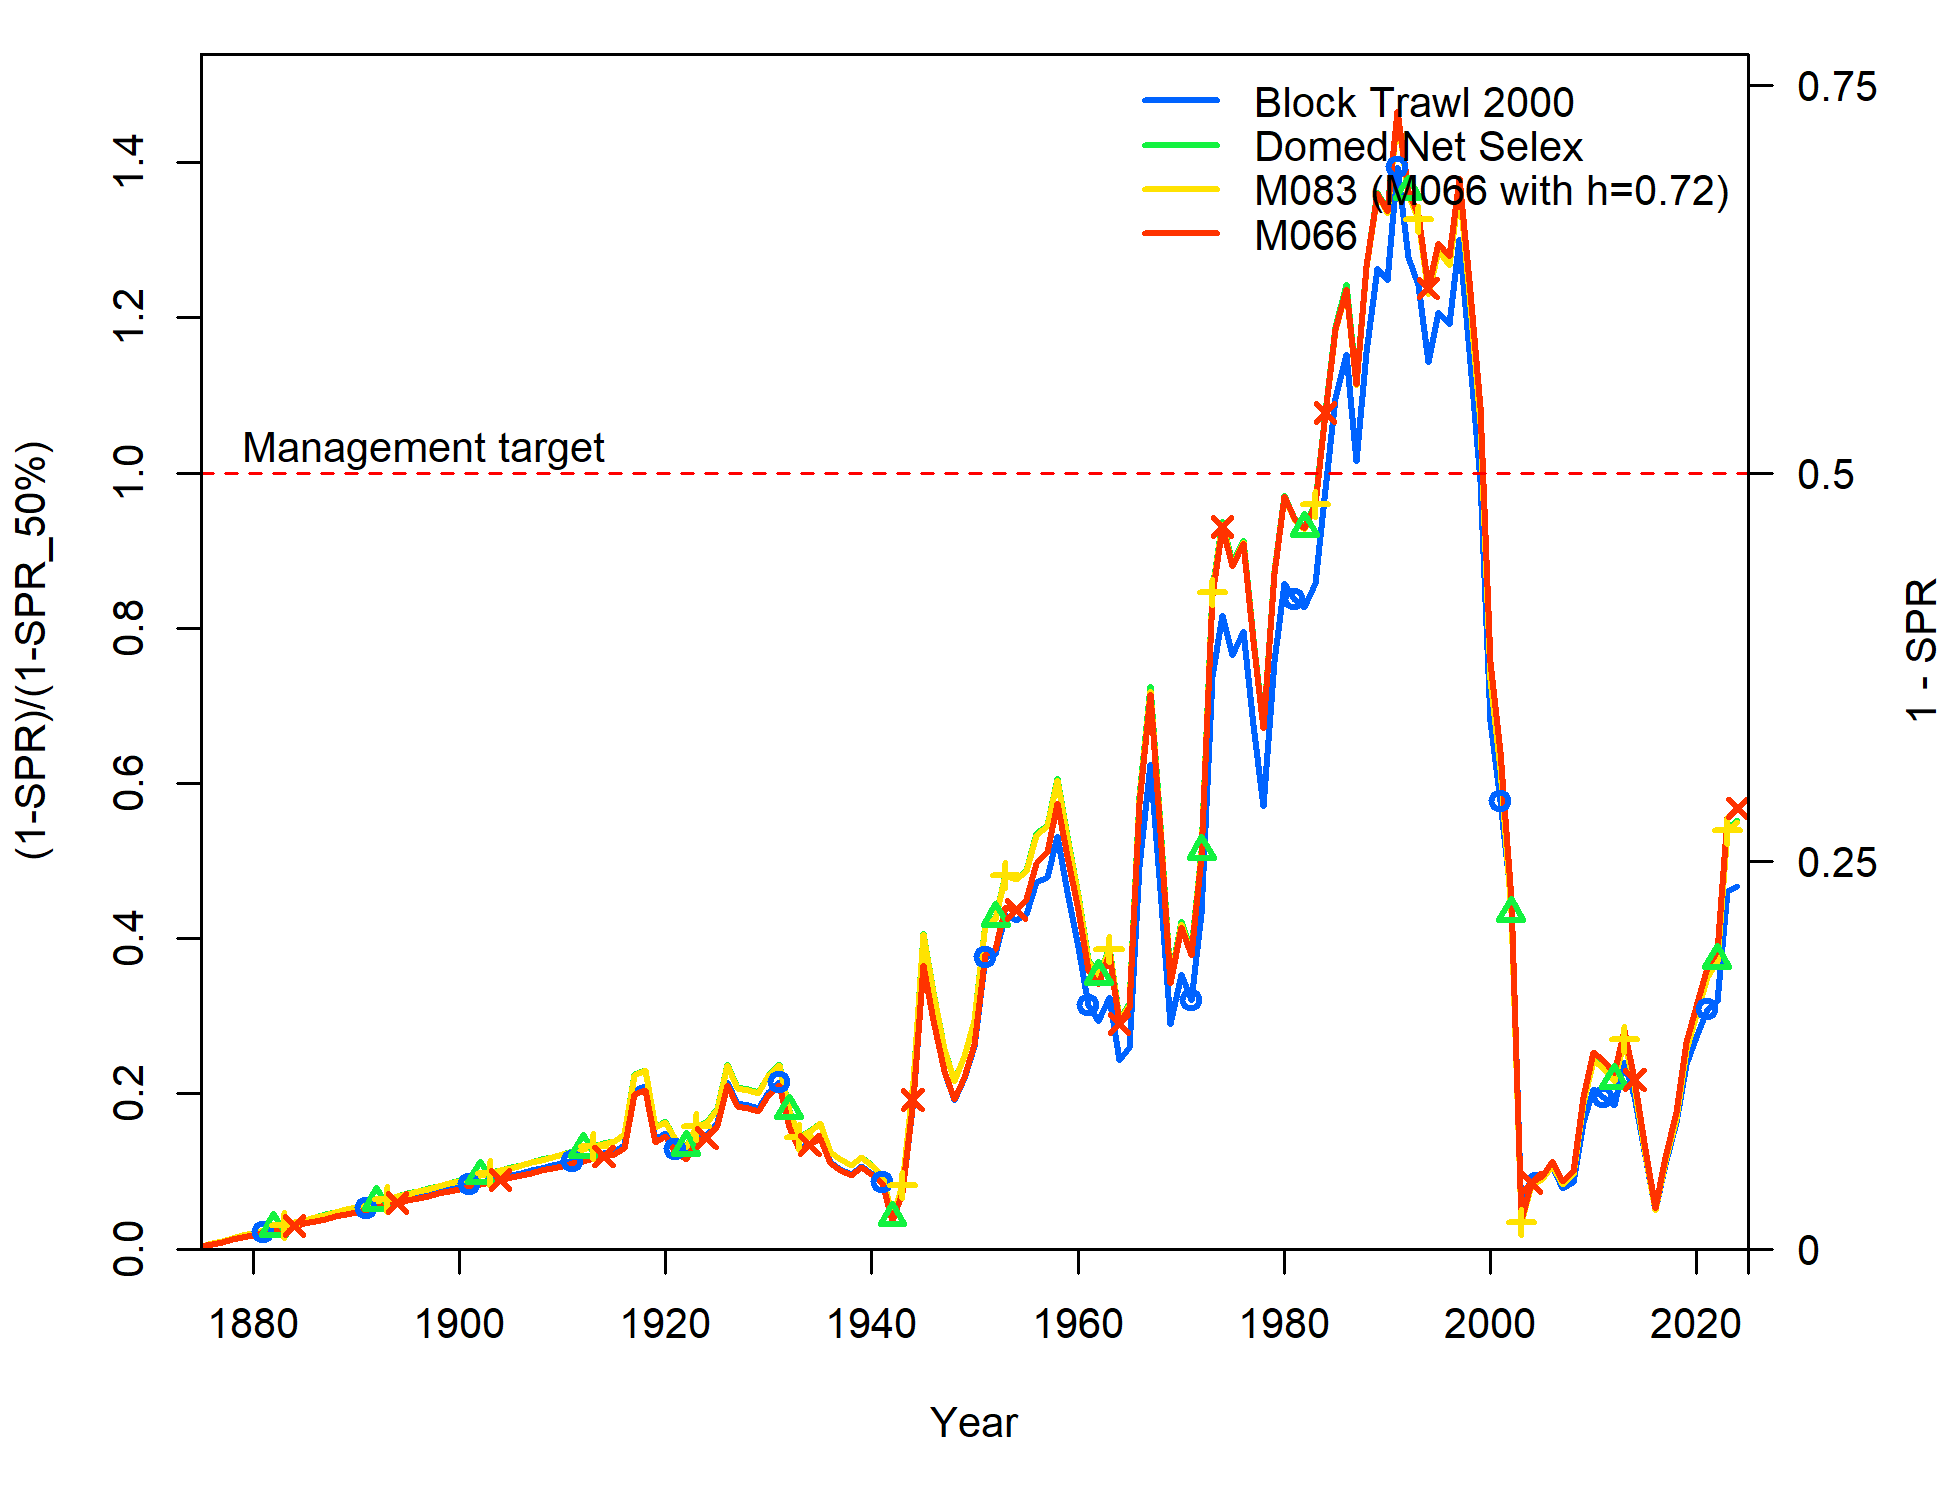 Block Trawl 2000
Domed Net Selex
M083 (M066 with h=0.72)
M066
Management target
(1-SPR)/(1-SPR_50%)
0.0
0.2
0.4
0.6
0.8
1.0
1.2
1.4
1 - SPR
0.75
0.5
0.25
0
1880
1900
1920
1940
1960
1980
2000
2020
Year